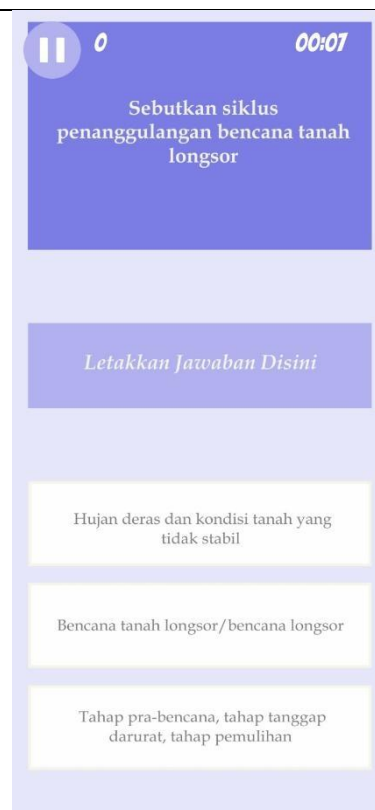 0
00:07
Sebutkan siklus
penanggulangan bencana tanah
longsor
Letakkan Jawaban Disini
Hujan deras dan kondisi tanah yang
tidak stabil
Bencana tanah longsor/bencana longsor
Tahap pra-bencana, tahap tanggap
darurat, tahap pemulihan